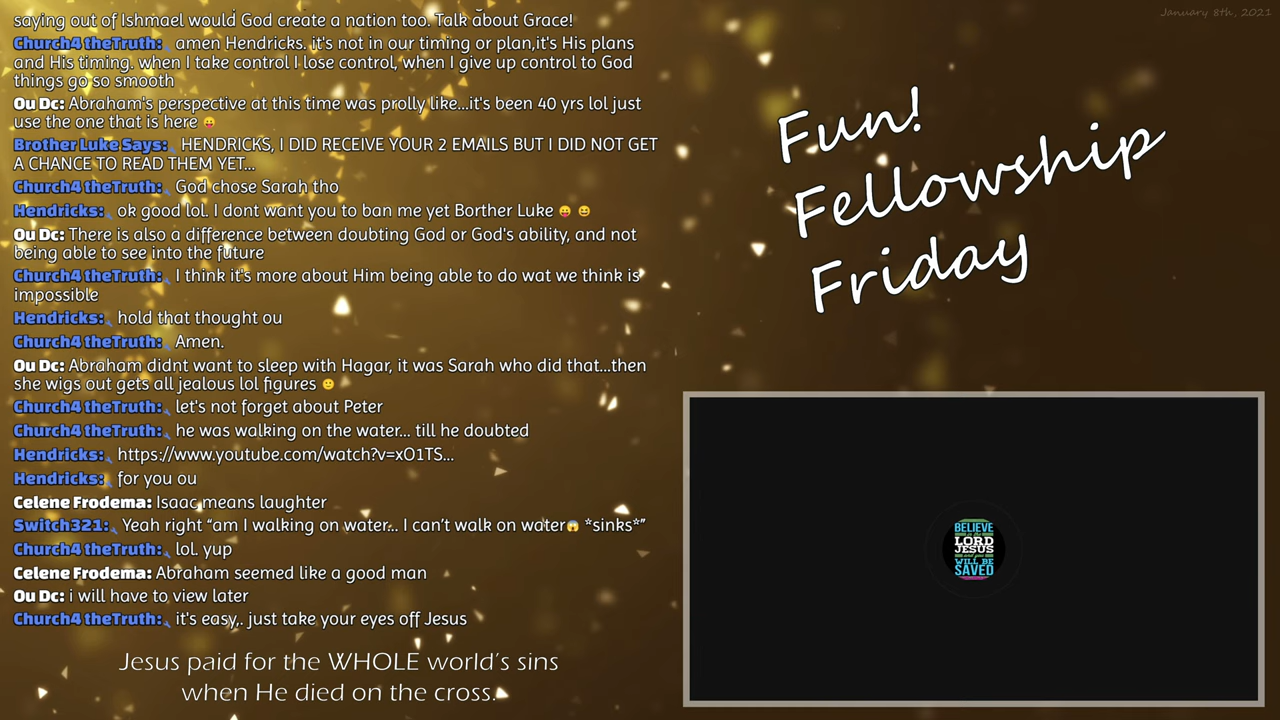 saying out of Ishmael would God create a nation too. Talk about Grace!
Church4 theTruth: amen Hendricks. it's not in our timing or plan,it's His plans
and His timing. when I take control I lose control, when I give up control to God
things go so smooth
Ou Dc: Abraham's perspective at this time was prolly like...it's been 40 yrs lol just
use the one that is here 😛
Brother Luke Says: HENDRICKS, I DID RECEIVE YOUR 2 EMAILS BUT I DID NOT GET
A CHANCE TO READ THEM YET...
Church4 theTruth: God chose Sarah tho
Hendricks: ok good lol. I dont want you to ban me yet Borther Luke 😛 😆
Ou Dc: There is also a difference between doubting God or God's ability, and not
being able to see into the future
Church4 theTruth: I think it's more about Him being able to do wat we think is
impossible
Hendricks: hold that thought ou
Church4 theTruth: Amen.
Ou Dc: Abraham didnt want to sleep with Hagar, it was Sarah who did that...then
she wigs out gets all jealous lol figures 🙂
Church4 theTruth: let's not forget about Peter
Church4 theTruth: he was walking on the water... till he doubted
Hendricks: https://www.youtube.com/watch?v=xO1TS...
Hendricks: for you ou
Celene Frodema: Isaac means laughter
Switch321: Yeah right “am I walking on water... I can’t walk on water😱 *sinks*”
Church4 theTruth: lol. yup
Celene Frodema: Abraham seemed like a good man
Ou Dc: i will have to view later
Church4 theTruth: it's easy,. just take your eyes off Jesus
Jesus paid for the WHOLE world’s sins
when He died on the cross.
January 8th, 2021
Fun!
Fellowship
Friday
BELIEVE
LORD
JESUS
WILL BE
SAVED